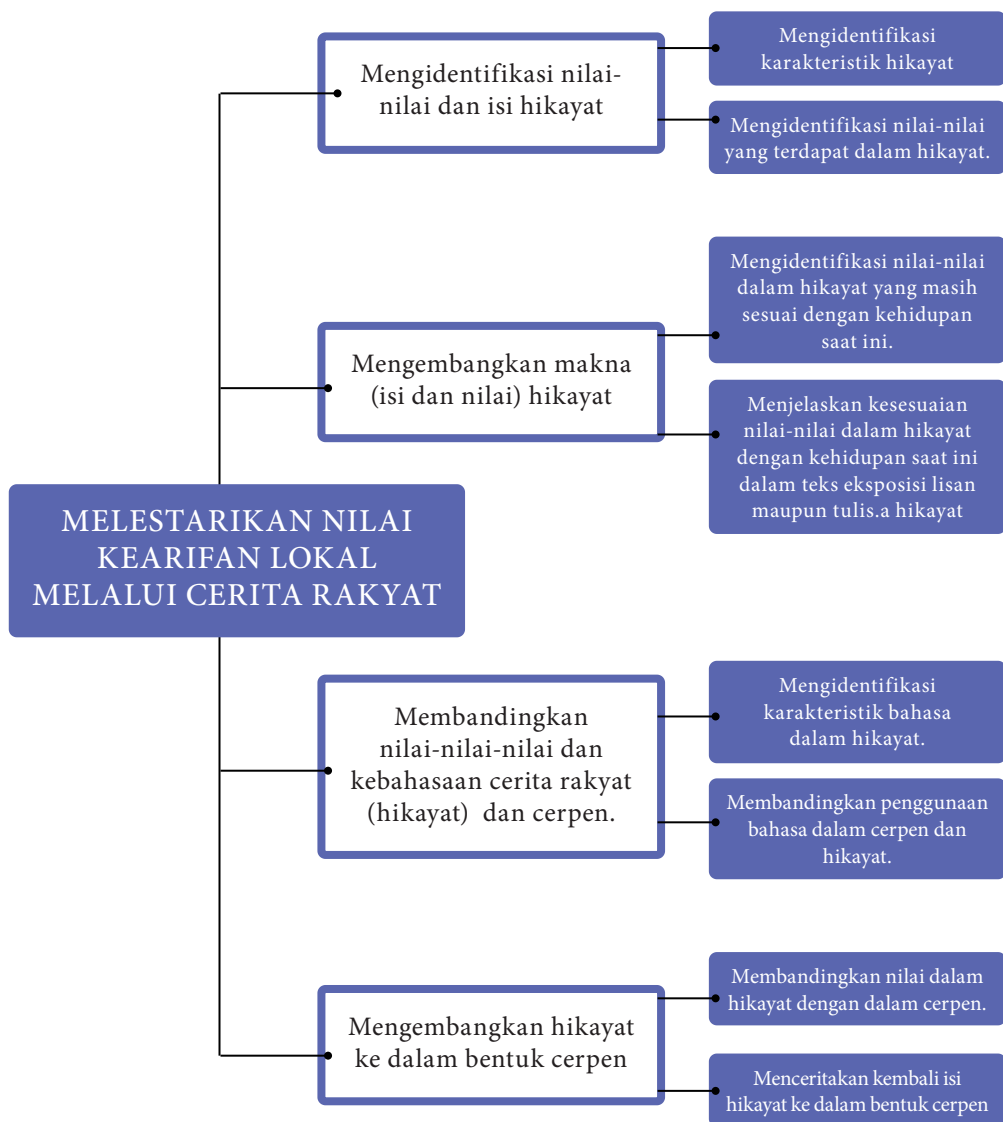 Mengidentifikasi nilai-
nilai dan isi hikayat
Mengidentifikasi
karakteristik hikayat
Mengidentifikasi nilai-nilai
yang terdapat dalam hikayat.
Mengembangkan makna
(isi dan nilai) hikayat
Mengidentifikasi nilai-nilai
dalam hikayat yang masih
sesuai dengan kehidupan
saat ini.
Menjelaskan kesesuaian
nilai-nilai dalam hikayat
dengan kehidupan saat ini
dalam teks eksposisi lisan
maupun tulis.a hikayat
MELESTARIKAN NILAI
KEARIFAN LOKAL
MELALUI CERITA RAKYAT
Membandingkan
nilai-nilai-nilai dan
kebahasaan cerita rakyat
(hikayat) dan cerpen.
Mengidentifikasi
karakteristik bahasa
dalam hikayat.
Membandingkan penggunaan
bahasa dalam cerpen dan
hikayat.
Mengembangkan hikayat
ke dalam bentuk cerpen
Membandingkan nilai dalam
hikayat dengan dalam cerpen.
Menceritakan kembali isi
hikayat ke dalam bentuk cerpen